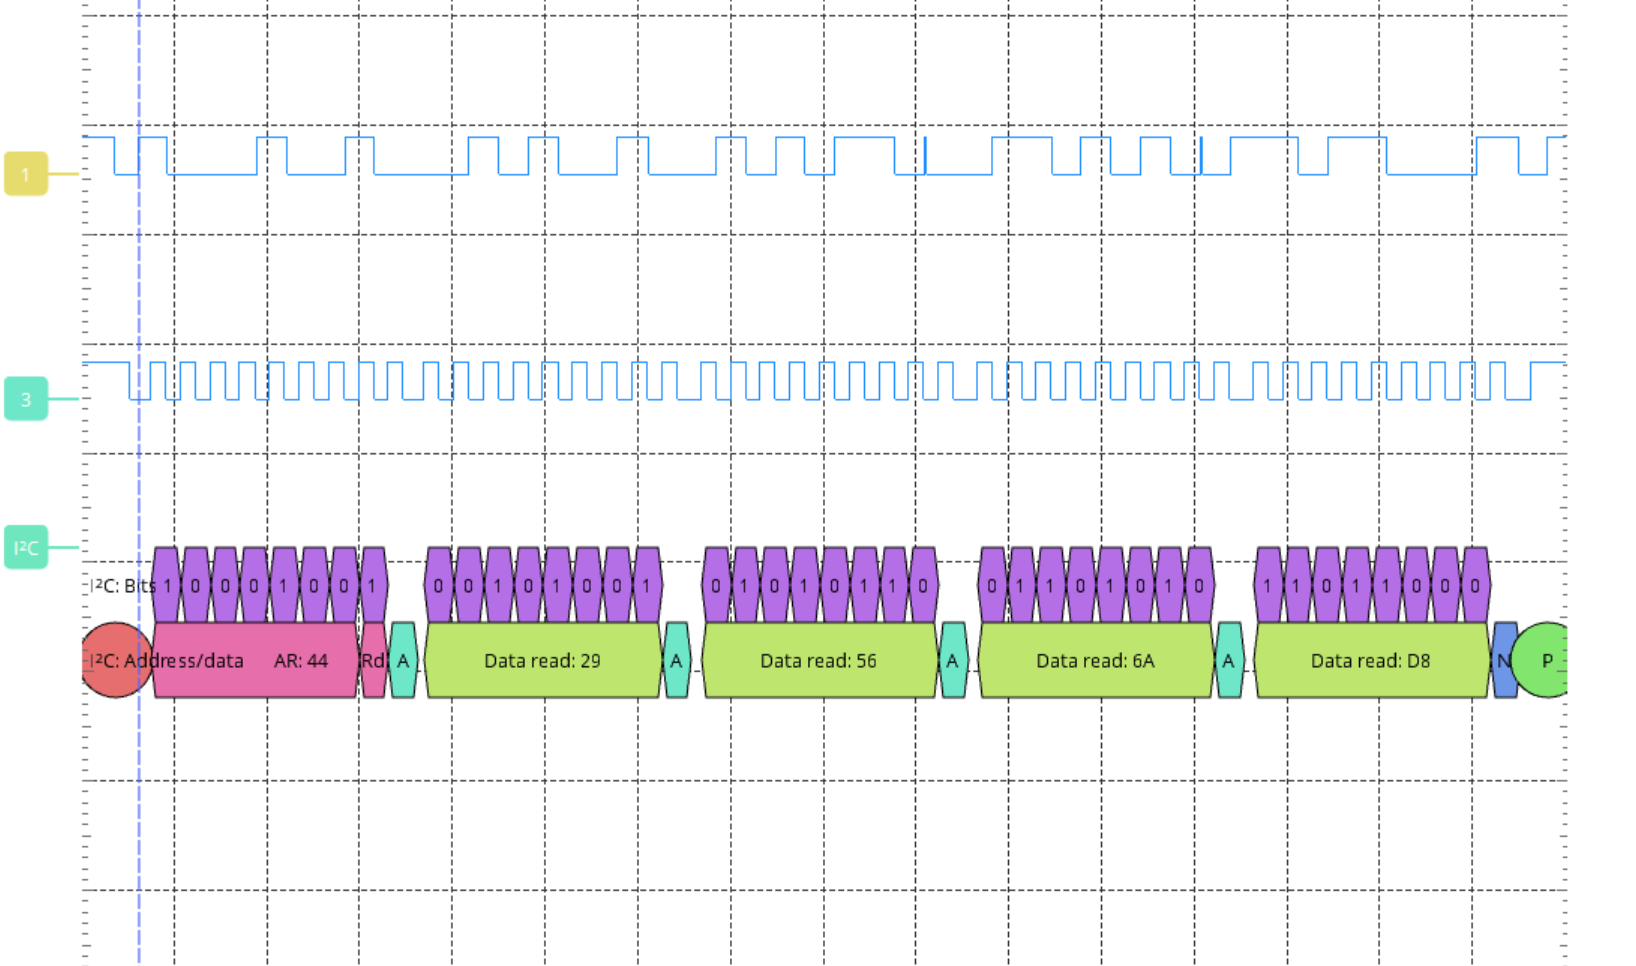 1
3
I²C
I²C: Bits 1 0 0 0 1 0 0 1 0 0 1 0 1 0 0 1 0 1 0 1 0 1 1 0 0 1 1 0 1 0 1 0 1 1 0 1 1 0 0 0
I²C: Address/data AR: 44 Rd A Data read: 29 A Data read: 56 A Data read: 6A A Data read: D8 N P